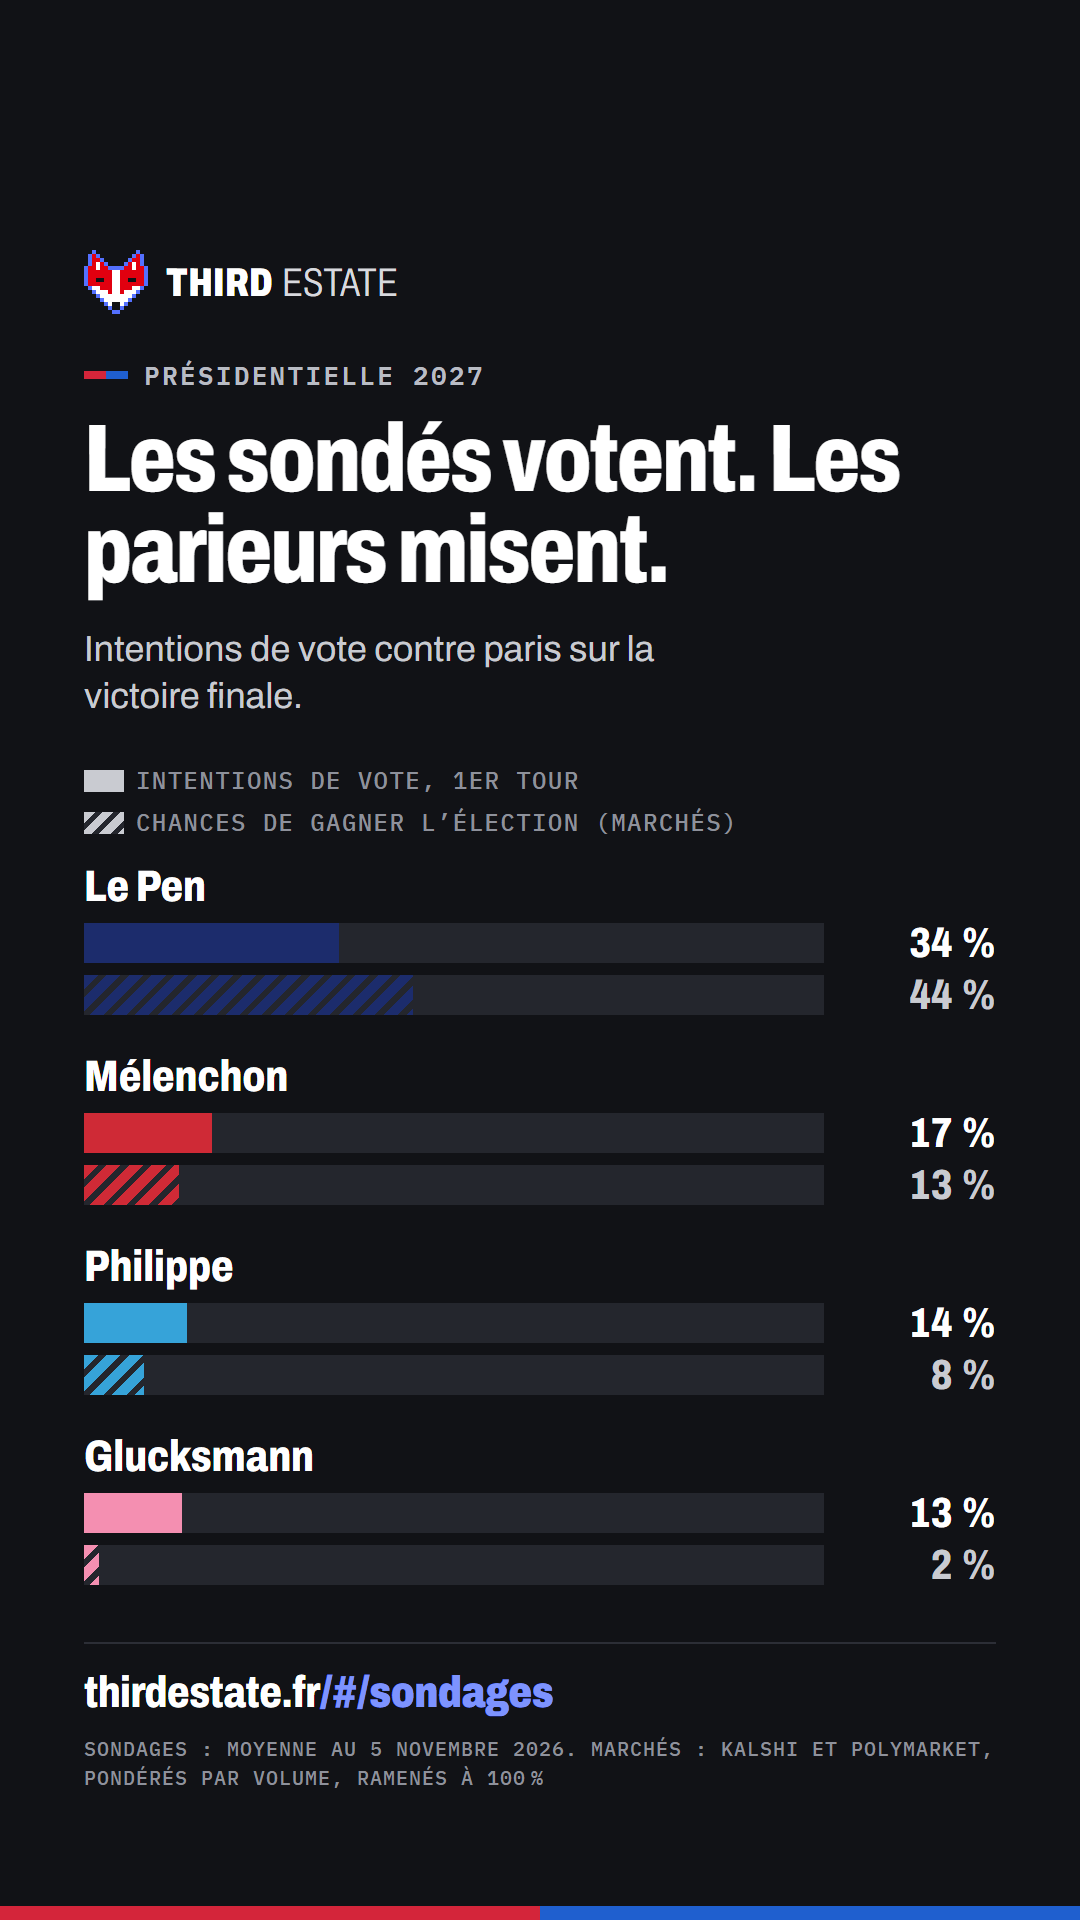 THIRD ESTATE
PRÉSIDENTIELLE 2027
Les sondés votent. Les
parieurs misent.
Intentions de vote contre paris sur la
victoire finale.
INTENTIONS DE VOTE, 1ER TOUR
CHANCES DE GAGNER L’ÉLECTION (MARCHÉS)
Le Pen
34 %
44 %
Mélenchon
17 %
13 %
Philippe
14 %
8 %
Glucksmann
13 %
2 %
thirdestate.fr/#/sondages
SONDAGES : MOYENNE AU 5 NOVEMBRE 2026. MARCHÉS : KALSHI ET POLYMARKET,
PONDÉRÉS PAR VOLUME, RAMENÉS À 100 %